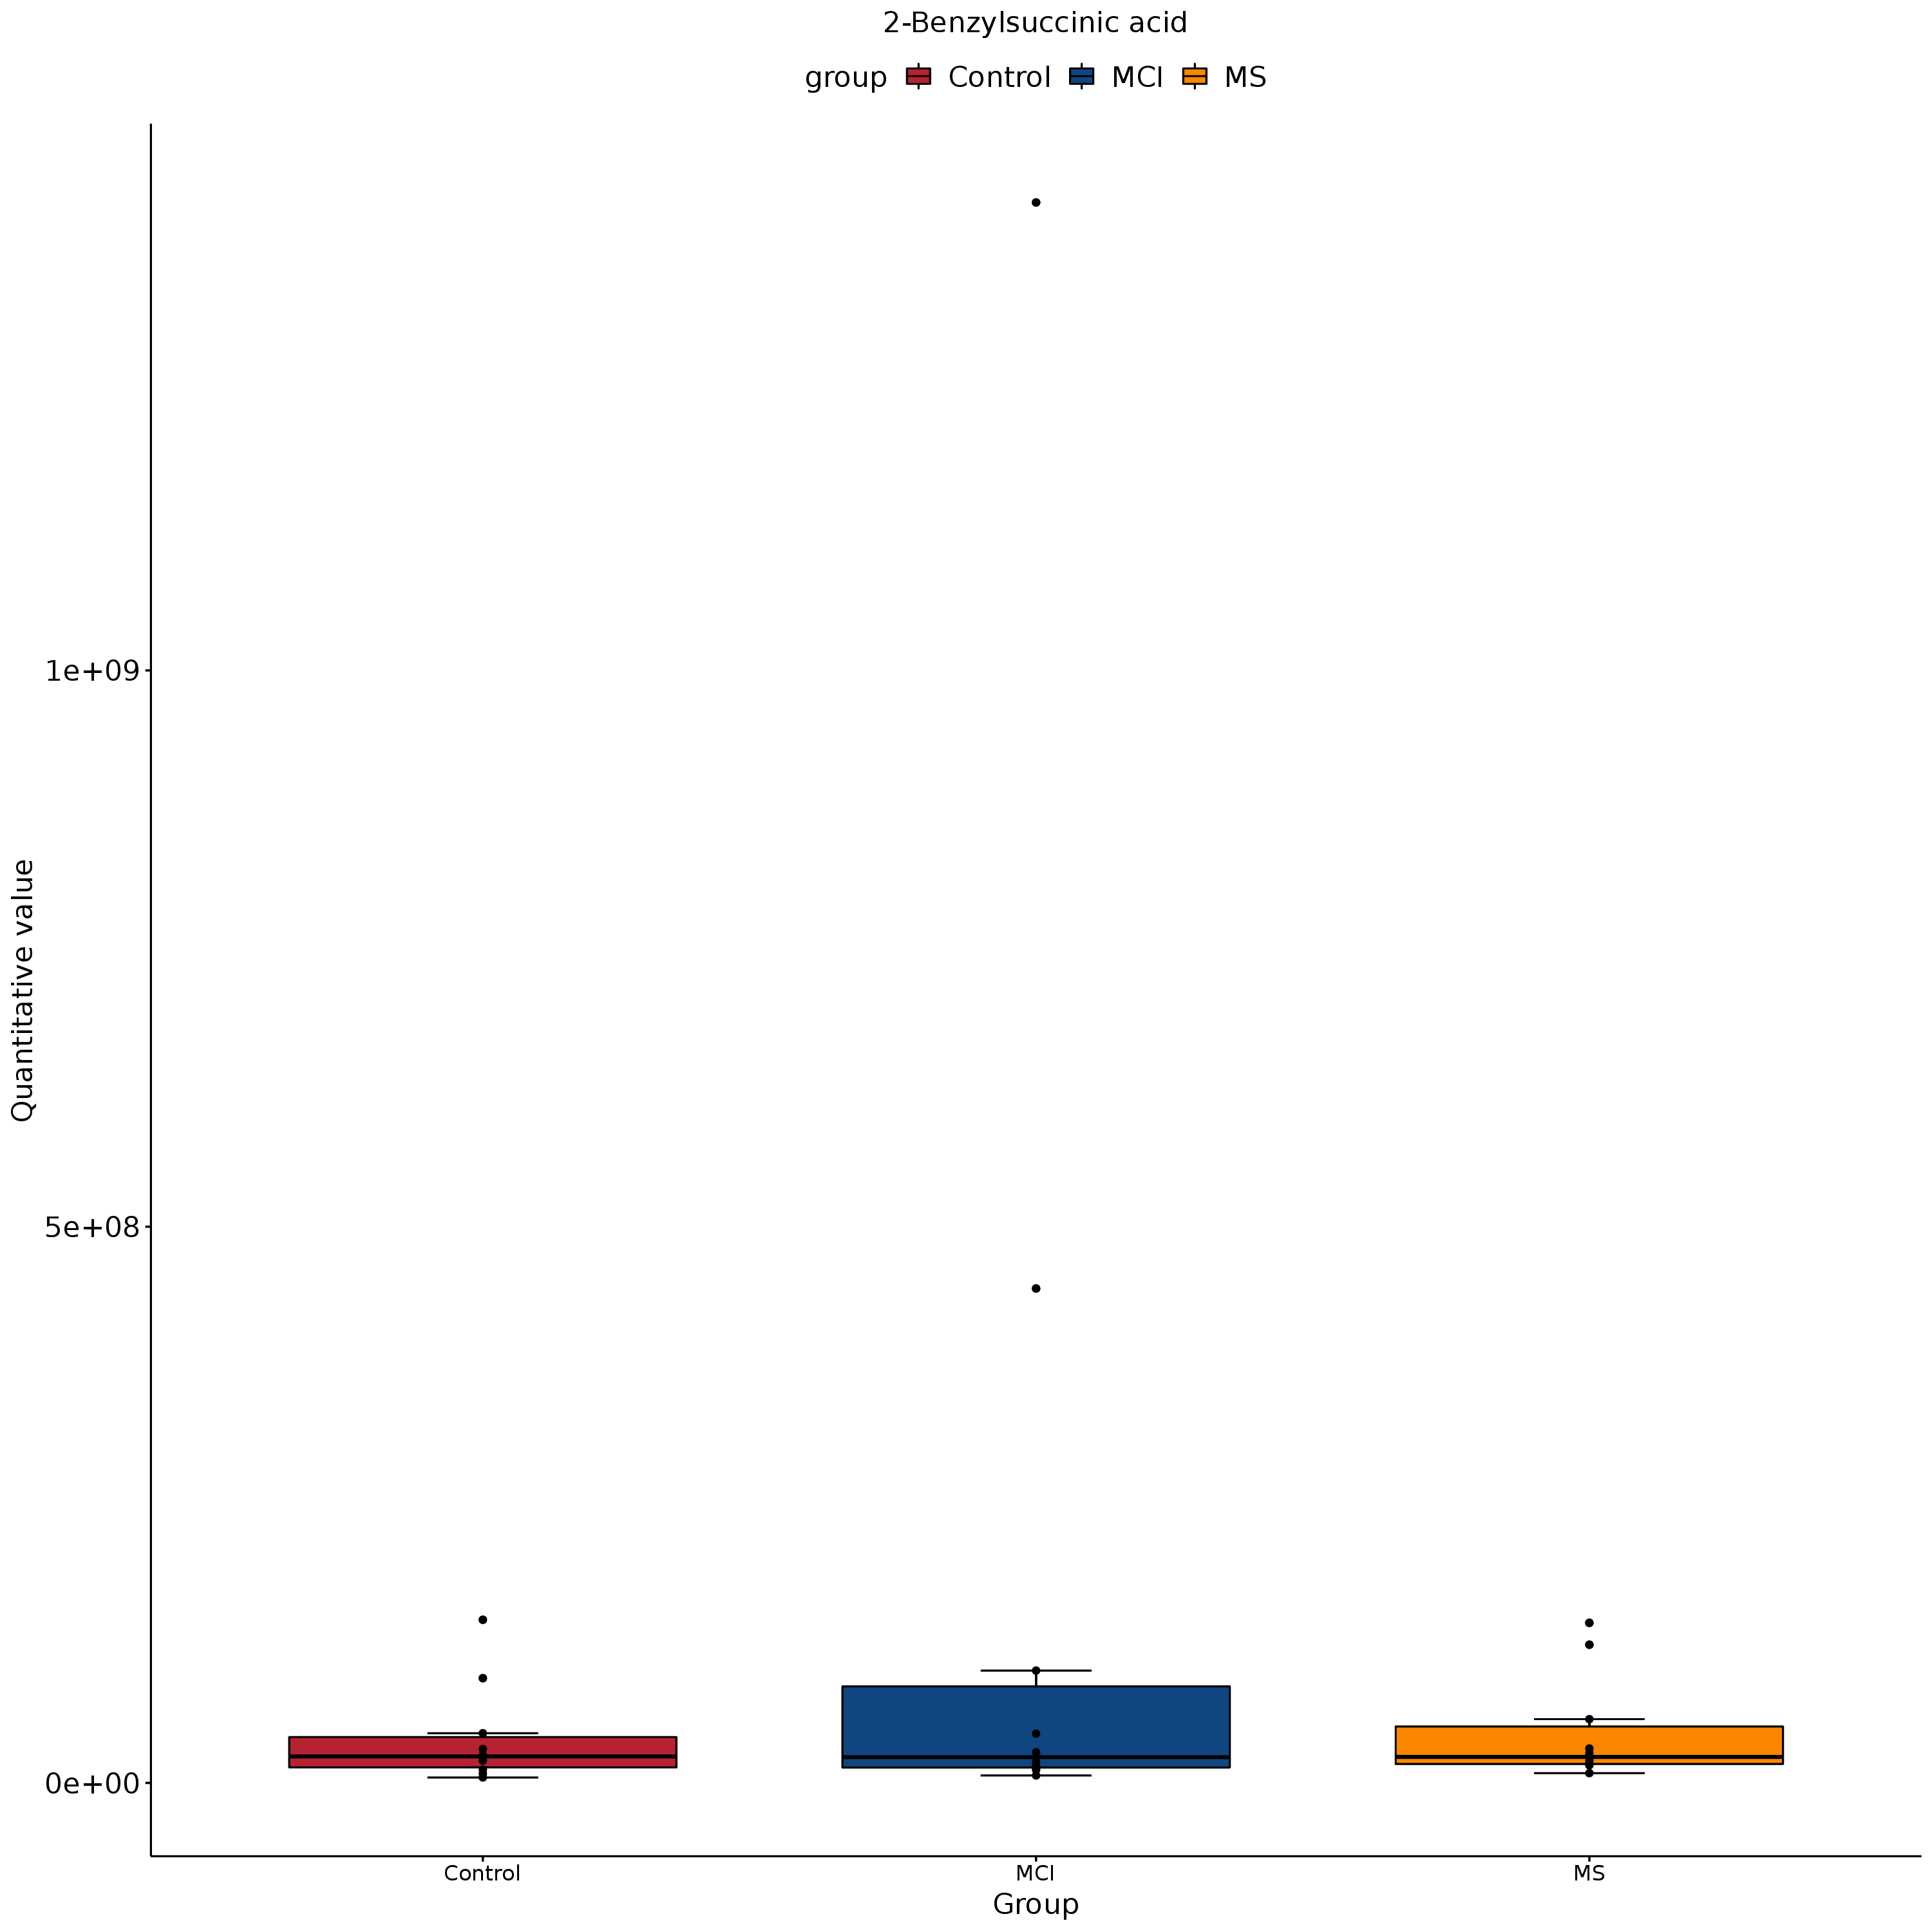 2-Benzylsuccinic acid
group Control MCI MS
Quantitative value
1e+09
5e+08
0e+00
Control MCI MS
Group